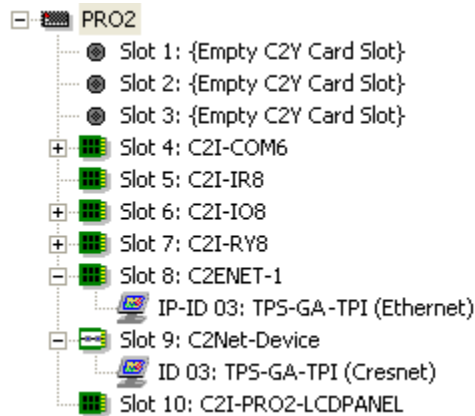 PRO2
Slot 1: {Empty C2Y Card Slot}
Slot 2: {Empty C2Y Card Slot}
Slot 3: {Empty C2Y Card Slot}
Slot 4: C2I-COM6
Slot 5: C2I-IR8
Slot 6: C2I-IO8
Slot 7: C2I-RY8
Slot 8: C2ENET-1
IP-ID 03: TPS-GA-TPI (Ethernet)
Slot 9: C2Net-Device
ID 03: TPS-GA-TPI (Cresnet)
Slot 10: C2I-PRO2-LCDPANEL